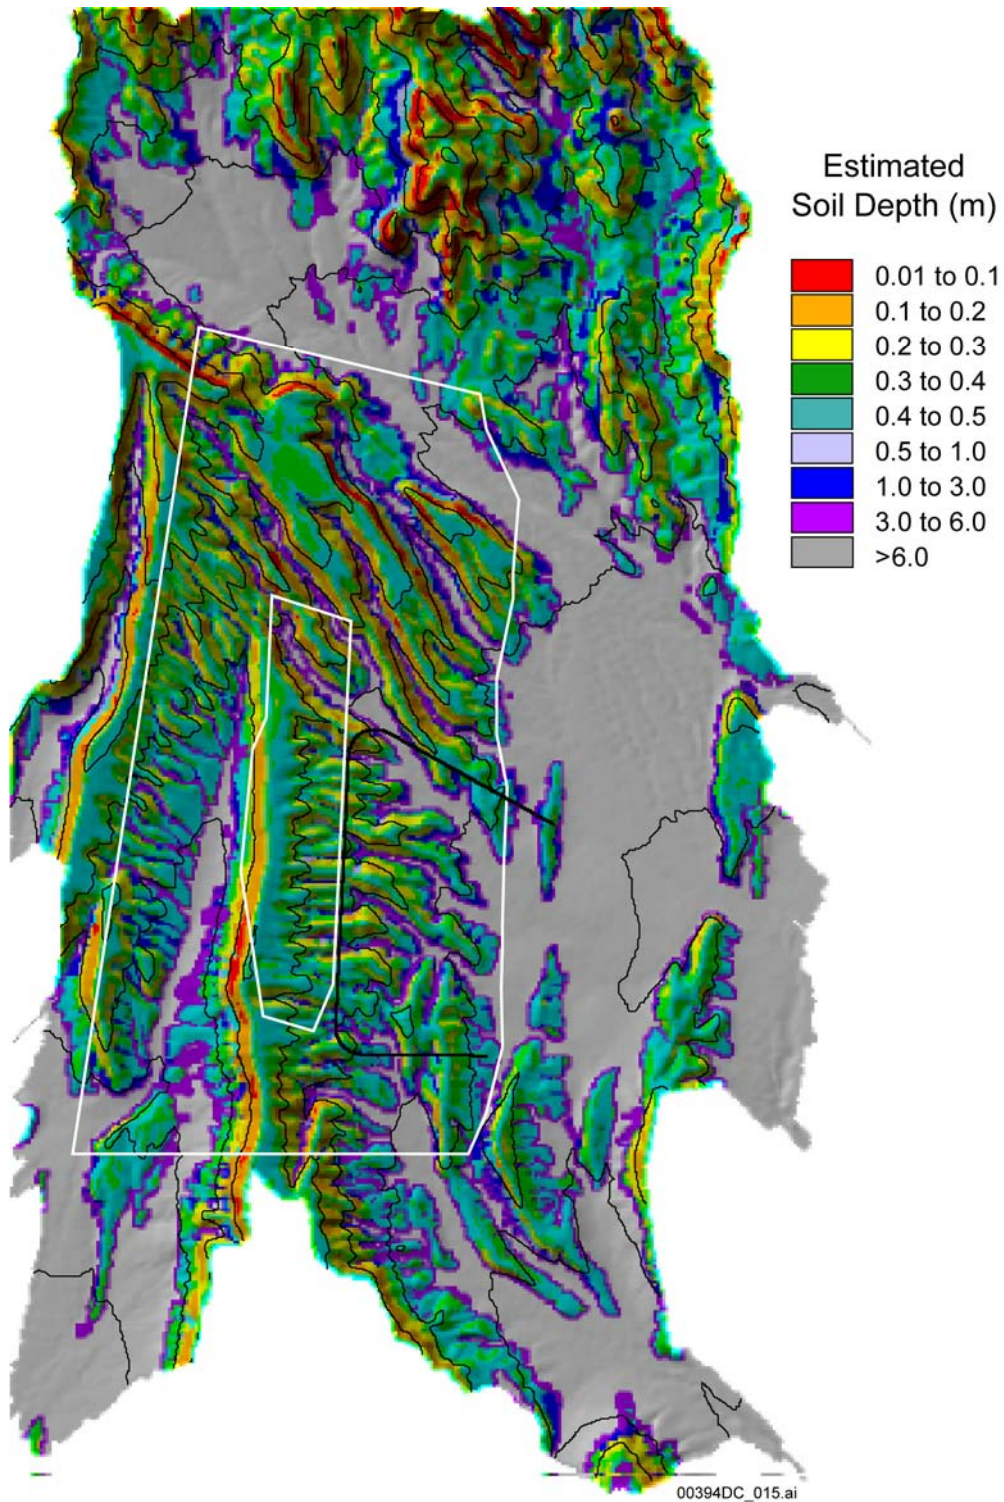 Estimated
Soil Depth (m)
0.01 to 0.1
0.1 to 0.2
0.2 to 0.3
0.3 to 0.4
0.4 to 0.5
0.5 to 1.0
1.0 to 3.0
3.0 to 6.0
>6.0
00394DC_015.ai